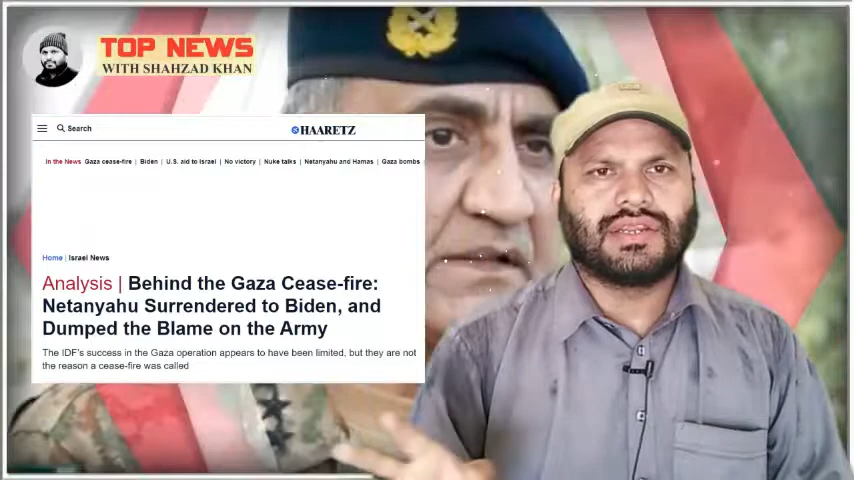 TOP NEWS
WITH SHAHZAD KHAN
Search
HAARETZ
In the News Gaza cease-fire | Biden | U.S. aid to Israel | No victory | Nuke talks | Netanyahu and Hamas | Gaza bombs
Home | Israel News
Analysis | Behind the Gaza Cease-fire:
Netanyahu Surrendered to Biden, and
Dumped the Blame on the Army
The IDF's success in the Gaza operation appears to have been limited, but they are not
the reason a cease-fire was called